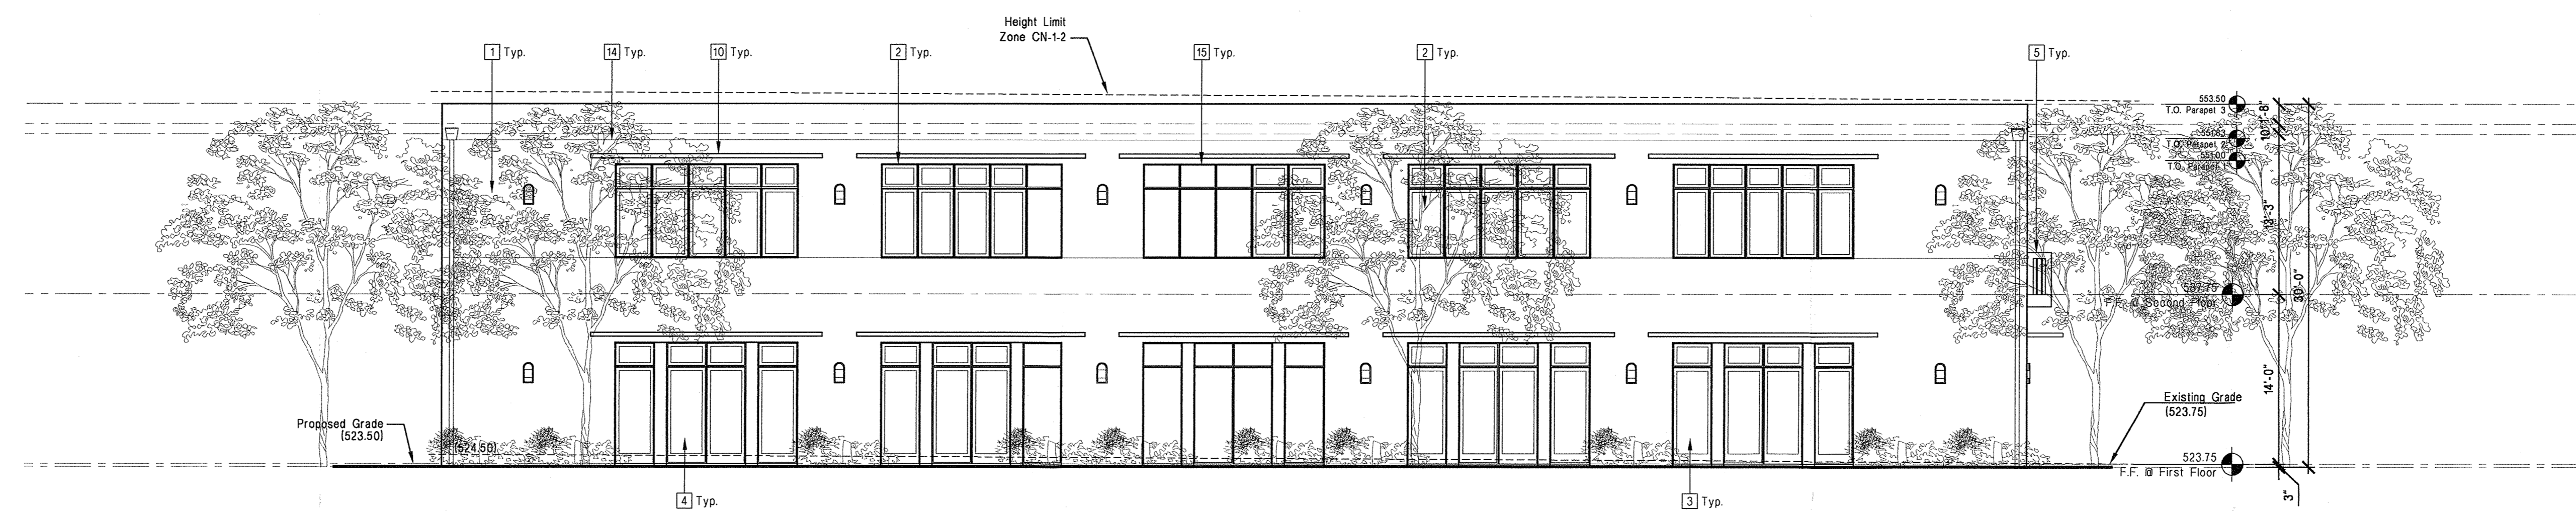 Height Limit
Zone CN-1-2
1 Typ.
14 Typ.
10 Typ.
2 Typ.
15 Typ.
2 Typ.
5 Typ.
553.50
T.O. Parapet 3
551.83
T.O. Parapet 2
551.00
T.O. Parapet 1
1'-8"
13'-3"
30'-0"
537.75
F.F. @ Second Floor
14'-0"
Existing Grade
(523.75)
Proposed Grade
(523.50)
(524.50)
523.75
F.F. @ First Floor
3"
4 Typ.
3 Typ.